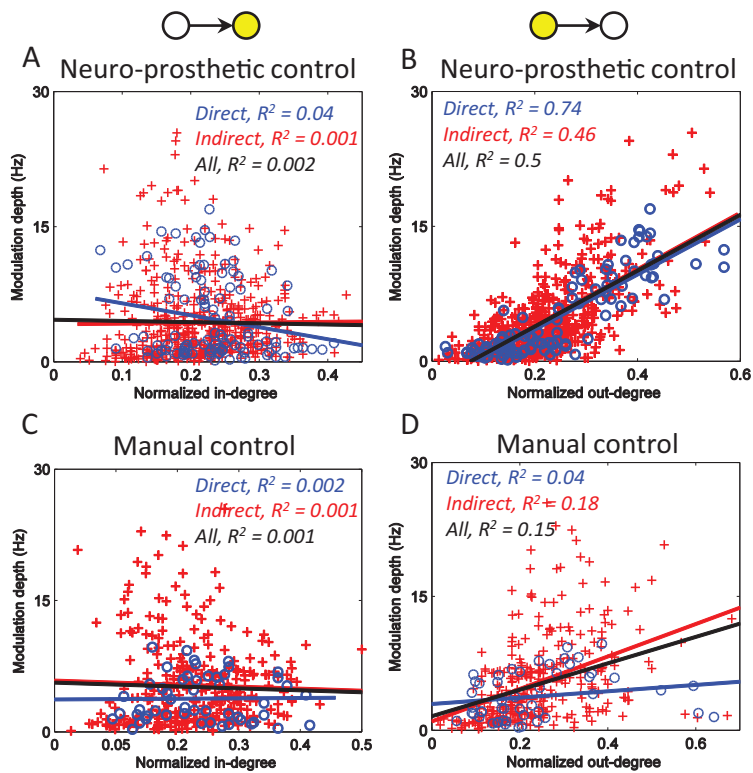 A
Neuro-prosthetic control
30
15
0
Modulation depth (Hz)
Direct, R² = 0.04
Indirect, R² = 0.001
All, R² = 0.002
0 0.1 0.2 0.3 0.4
Normalized in-degree
B
Neuro-prosthetic control
30
15
0
Modulation depth (Hz)
Direct, R² = 0.74
Indirect, R² = 0.46
All, R² = 0.5
0 0.2 0.4 0.6
Normalized out-degree
C
Manual control
30
15
0
Modulation depth (Hz)
Direct, R² = 0.002
Indirect, R² = 0.001
All, R² = 0.001
0 0.05 0.2 0.3 0.4 0.5
Normalized in-degree
D
Manual control
30
15
0
Modulation depth (Hz)
Direct, R² = 0.04
Indirect, R² = 0.18
All, R² = 0.15
0 0.2 0.4 0.6
Normalized out-degree